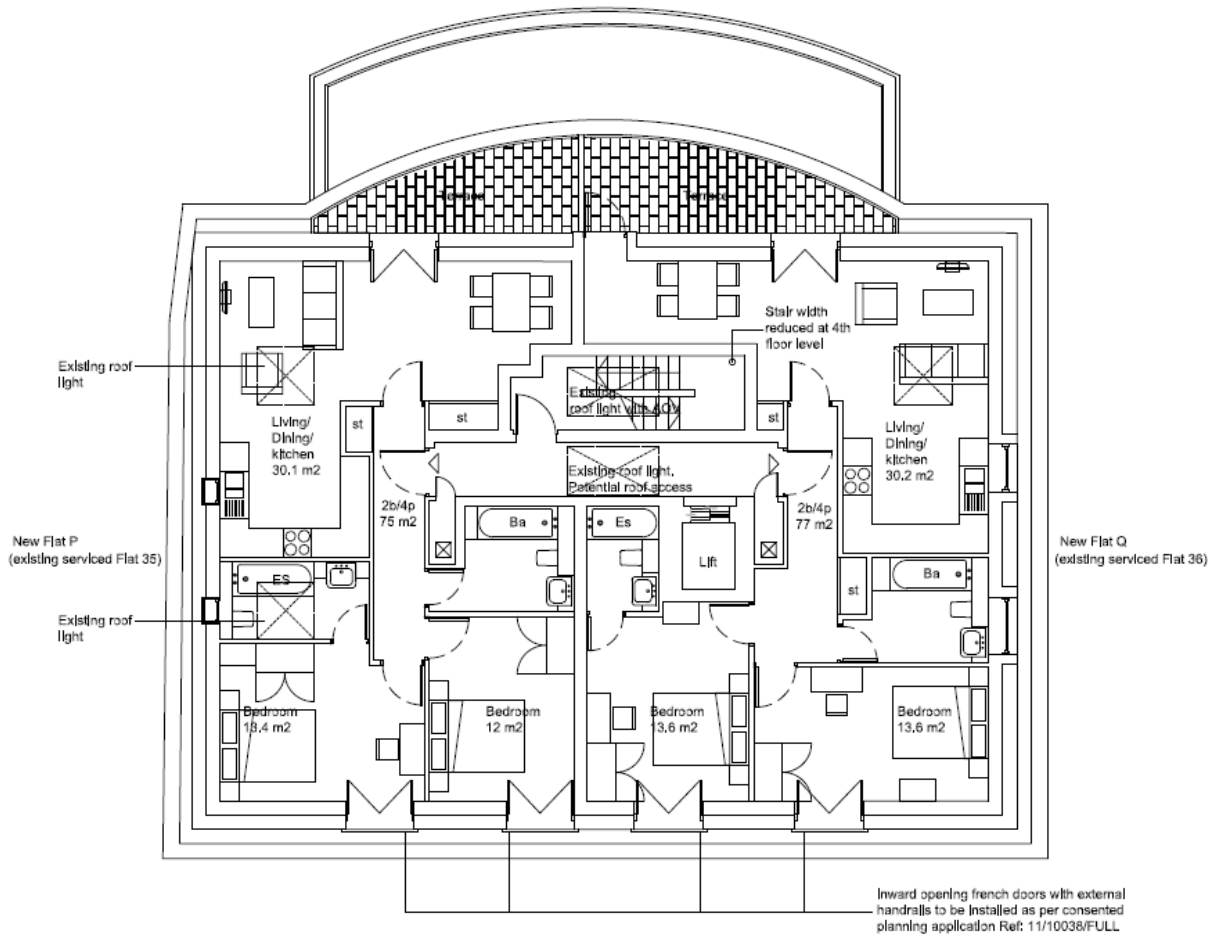 Terrace
Terrace
Stair width
reduced at 4th
floor level
Existing roof
light
Existing
roof light with AOV
st
st
st
Living/
Dining/
kitchen
30.1 m2
Living/
Dining/
kitchen
30.2 m2
Existing roof light.
Potential roof access
2b/4p
75 m2
2b/4p
77 m2
Ba
Es
Lift
New Flat P
(existing serviced Flat 35)
New Flat Q
(existing serviced Flat 36)
ES
st
Ba
Existing roof
light
Bedroom
13.4 m2
Bedroom
12 m2
Bedroom
13.6 m2
Bedroom
13.6 m2
Inward opening french doors with external
handrails to be installed as per consented
planning application Ref: 11/10038/FULL